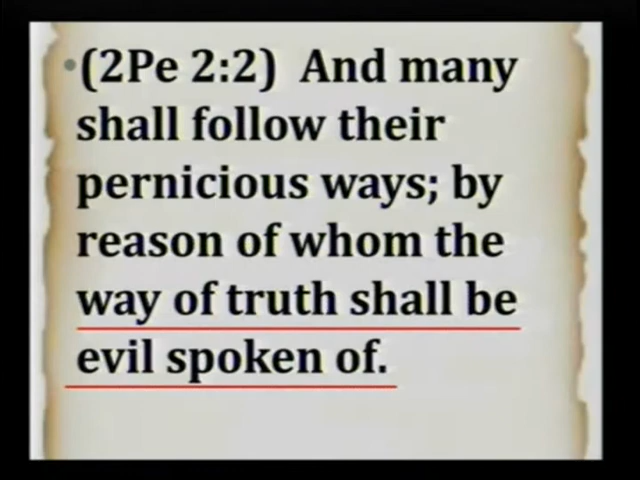 •(2Pe 2:2)  And many
shall follow their
pernicious ways; by
reason of whom the
way of truth shall be
evil spoken of.